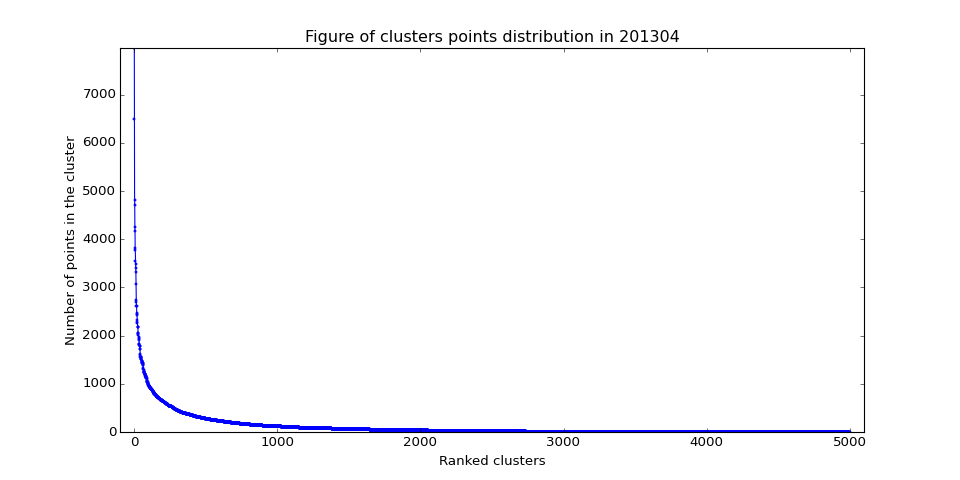 Figure of clusters points distribution in 201304
Number of points in the cluster
7000
6000
5000
4000
3000
2000
1000
0
0 1000 2000 3000 4000 5000
Ranked clusters